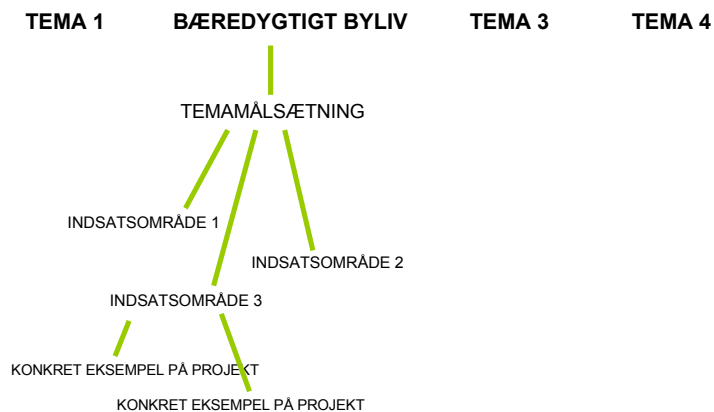 TEMA 1 BÆREDYGTIGT BYLIV TEMA 3 TEMA 4
TEMAMÅLSÆTNING
INDSATSOMRÅDE 1
INDSATSOMRÅDE 2
INDSATSOMRÅDE 3
KONKRET EKSEMPEL PÅ PROJEKT
KONKRET EKSEMPEL PÅ PROJEKT